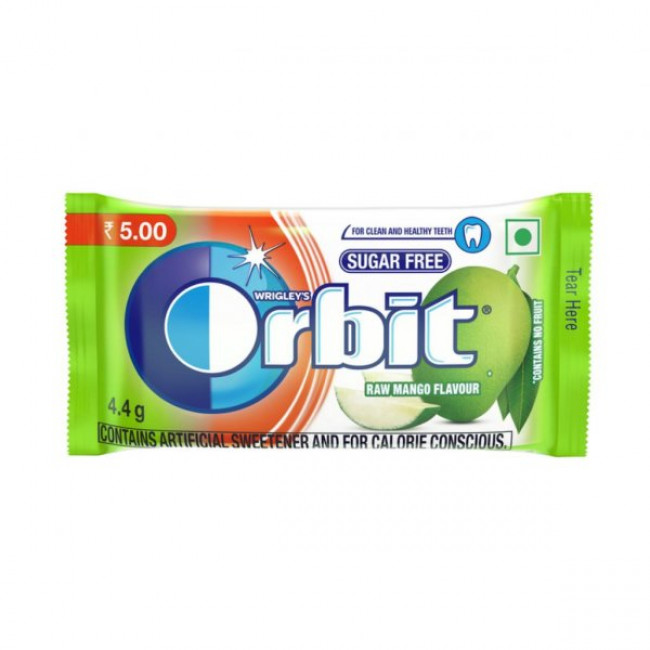 ₹ 5.00
FOR CLEAN AND HEALTHY TEETH
SUGAR FREE
WRIGLEY'S
Orbit®
RAW MANGO FLAVOUR
*CONTAINS NO FRUIT
Tear Here
4.4 g
CONTAINS ARTIFICIAL SWEETENER AND FOR CALORIE CONSCIOUS.